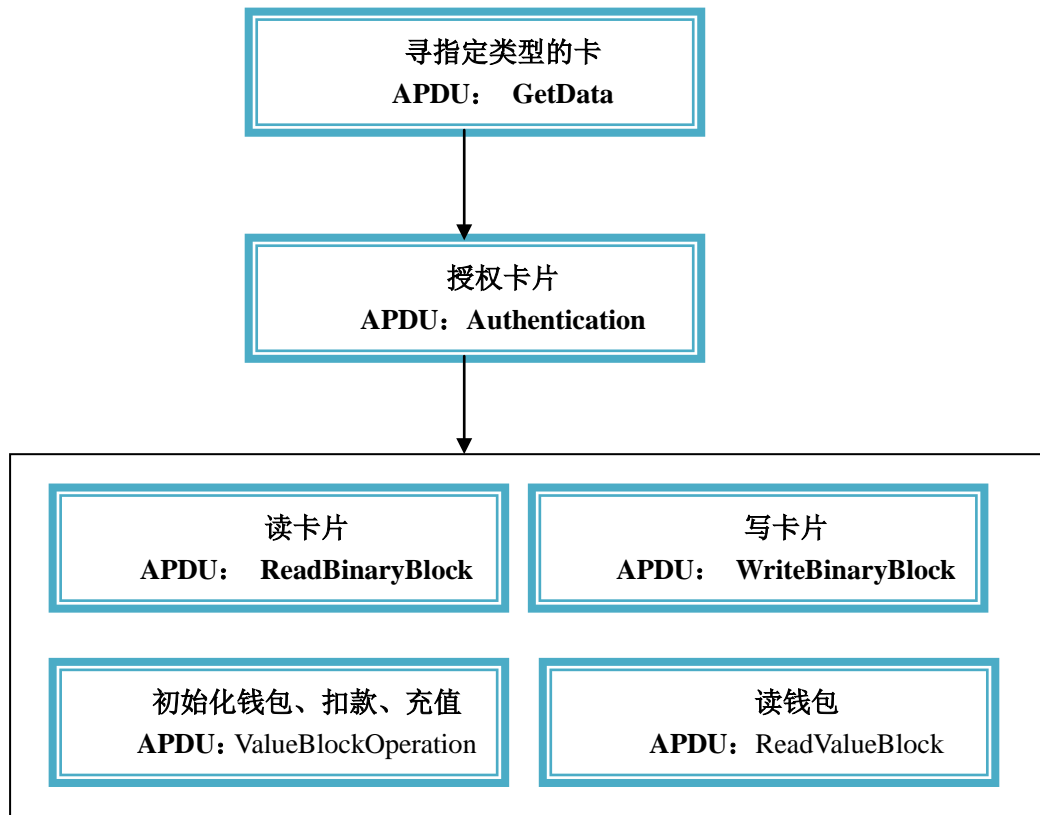 寻指定类型的卡
APDU： GetData
授权卡片
APDU：Authentication
读卡片
APDU： ReadBinaryBlock
写卡片
APDU： WriteBinaryBlock
初始化钱包、扣款、充值
APDU：ValueBlockOperation
读钱包
APDU：ReadValueBlock